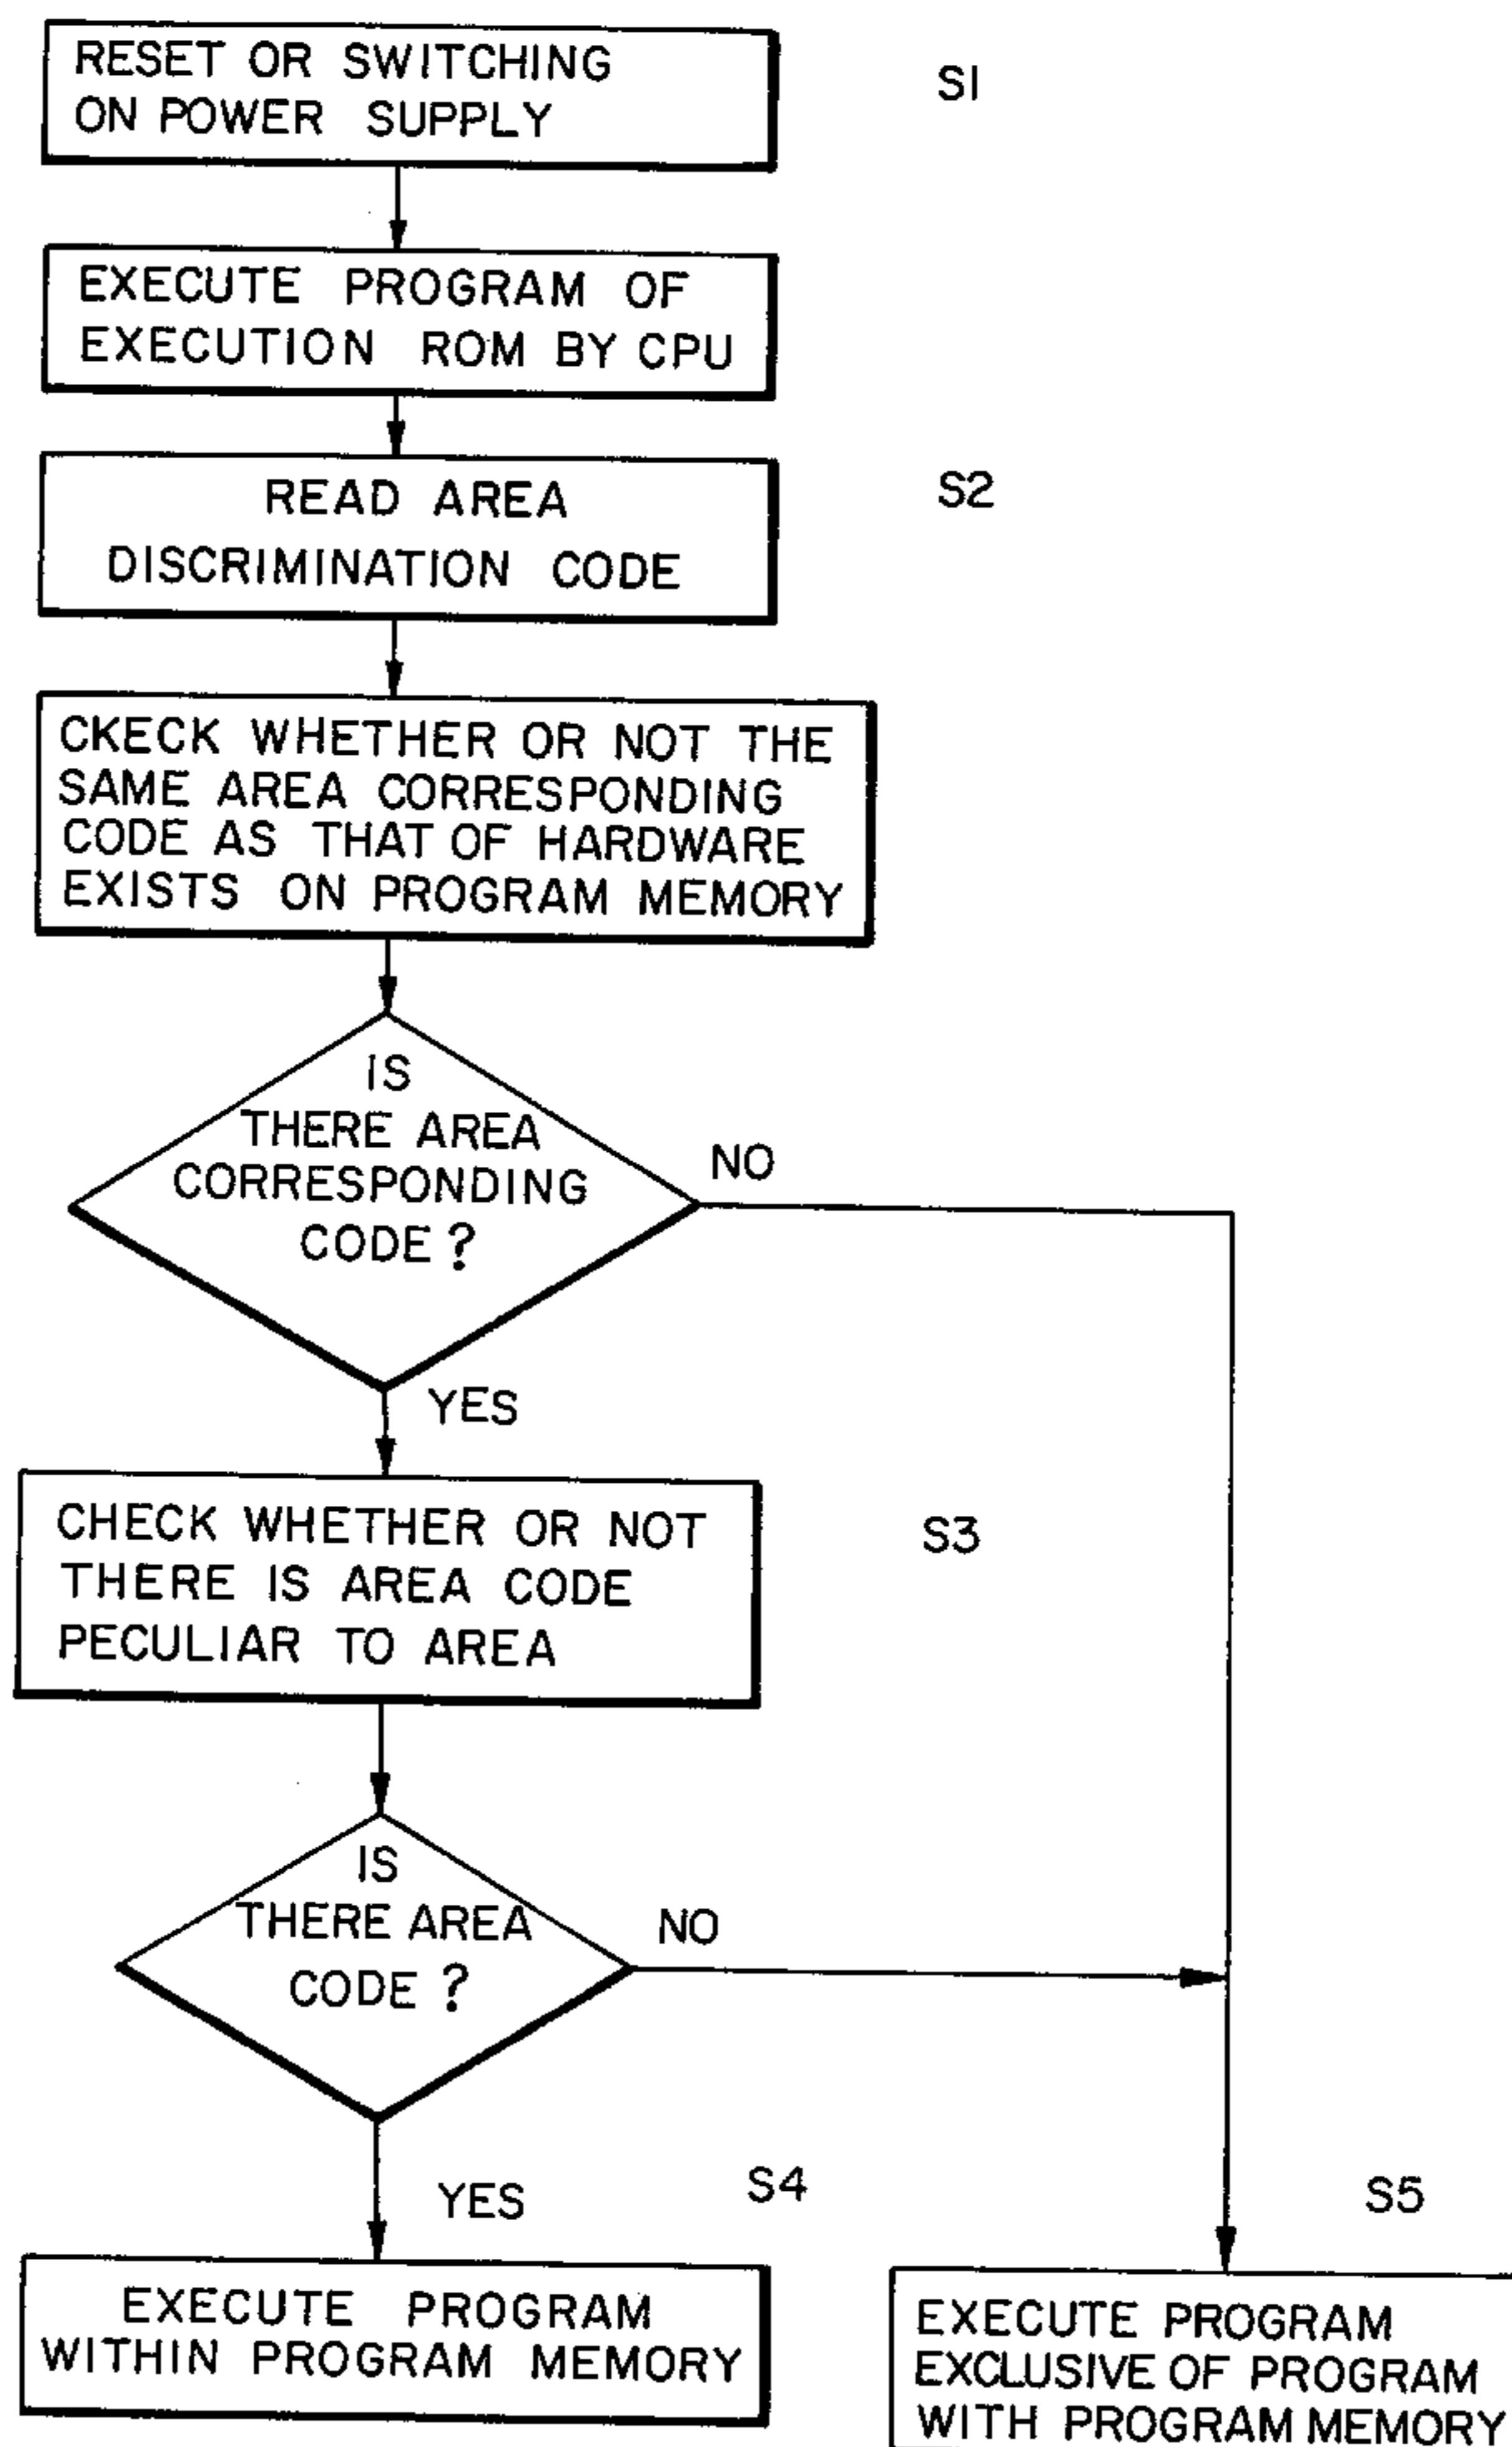 RESET OR SWITCHING
ON POWER SUPPLY
S1
EXECUTE PROGRAM OF
EXECUTION ROM BY CPU
READ AREA
DISCRIMINATION CODE
S2
CKECK WHETHER OR NOT THE
SAME AREA CORRESPONDING
CODE AS THAT OF HARDWARE
EXISTS ON PROGRAM MEMORY
IS
THERE AREA
CORRESPONDING
CODE?
NO
YES
CHECK WHETHER OR NOT
THERE IS AREA CODE
PECULIAR TO AREA
S3
IS
THERE AREA
CODE?
NO
YES
S4
S5
EXECUTE PROGRAM
WITHIN PROGRAM MEMORY
EXECUTE PROGRAM
EXCLUSIVE OF PROGRAM
WITH PROGRAM MEMORY